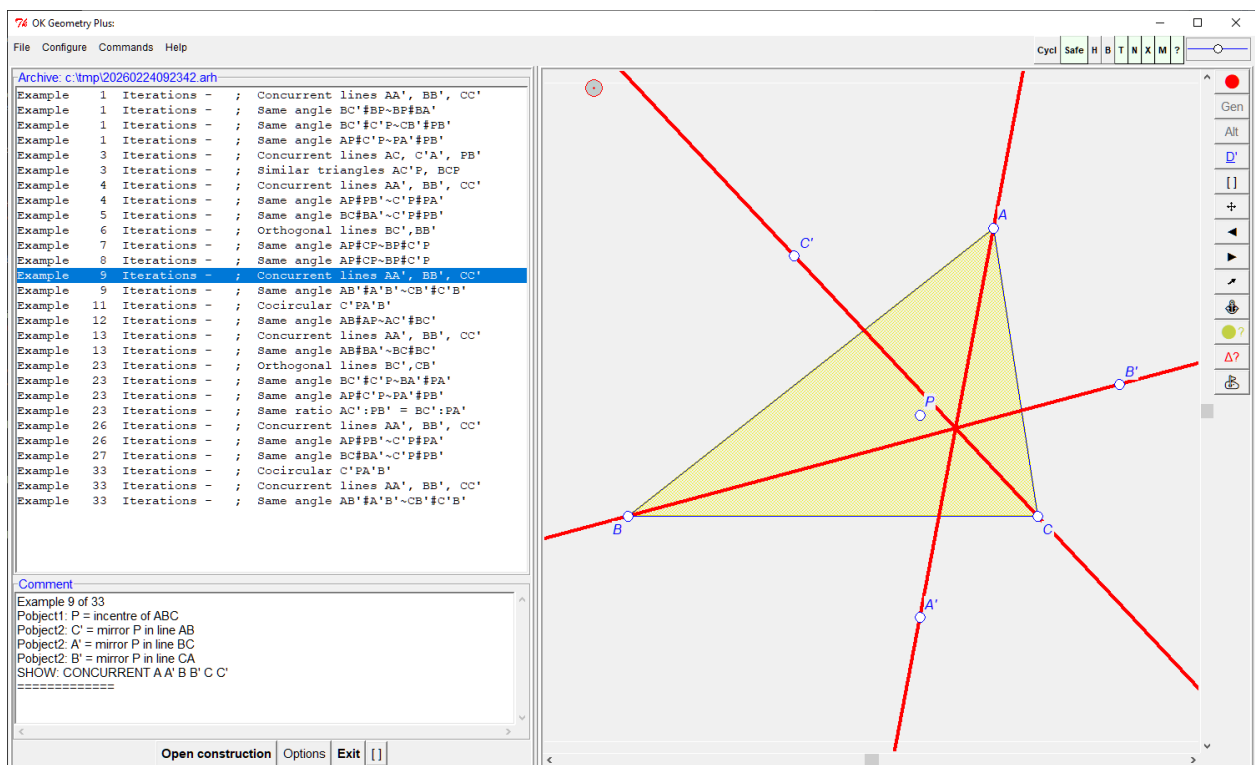 OK Geometry Plus:
File Configure Commands Help
Cycl Safe H B T N X M ?
Archive: c:\tmp\20260224092342.arh
Example 1 Iterations - ; Concurrent lines AA', BB', CC'
Example 1 Iterations - ; Same angle BC'#BP~BP#BA'
Example 1 Iterations - ; Same angle BC'#C'P~CB'#PB'
Example 1 Iterations - ; Same angle AP#C'P~PA'#PB'
Example 3 Iterations - ; Concurrent lines AC, C'A', PB'
Example 3 Iterations - ; Similar triangles AC'P, BCP
Example 4 Iterations - ; Concurrent lines AA', BB', CC'
Example 4 Iterations - ; Same angle AP#PB'~C'P#PA'
Example 5 Iterations - ; Same angle BC#BA'~C'P#PB'
Example 6 Iterations - ; Orthogonal lines BC',BB'
Example 7 Iterations - ; Same angle AP#CP~BP#C'P
Example 8 Iterations - ; Same angle AP#CP~BP#C'P
Example 9 Iterations - ; Concurrent lines AA', BB', CC'
Example 9 Iterations - ; Same angle AB'#A'B'~CB'#C'B'
Example 11 Iterations - ; Cocircular C'PA'B'
Example 12 Iterations - ; Same angle AB#AP~AC'#BC'
Example 13 Iterations - ; Concurrent lines AA', BB', CC'
Example 13 Iterations - ; Same angle AB#BA'~BC#BC'
Example 23 Iterations - ; Orthogonal lines BC',CB'
Example 23 Iterations - ; Same angle BC'#C'P~BA'#PA'
Example 23 Iterations - ; Same angle AP#C'P~PA'#PB'
Example 23 Iterations - ; Same ratio AC':PB' = BC':PA'
Example 26 Iterations - ; Concurrent lines AA', BB', CC'
Example 26 Iterations - ; Same angle AP#PB'~C'P#PA'
Example 27 Iterations - ; Same angle BC#BA'~C'P#PB'
Example 33 Iterations - ; Cocircular C'PA'B'
Example 33 Iterations - ; Concurrent lines AA', BB', CC'
Example 33 Iterations - ; Same angle AB'#A'B'~CB'#C'B'
Comment
Example 9 of 33
Pobject1: P = incentre of ABC
Pobject2: C' = mirror P in line AB
Pobject2: A' = mirror P in line BC
Pobject2: B' = mirror P in line CA
SHOW: CONCURRENT A A' B B' C C'
=============
Open construction Options Exit [ ]
A
C'
B'
P
B
C
A'
Gen
Alt
D'
[ ]
?
Δ?